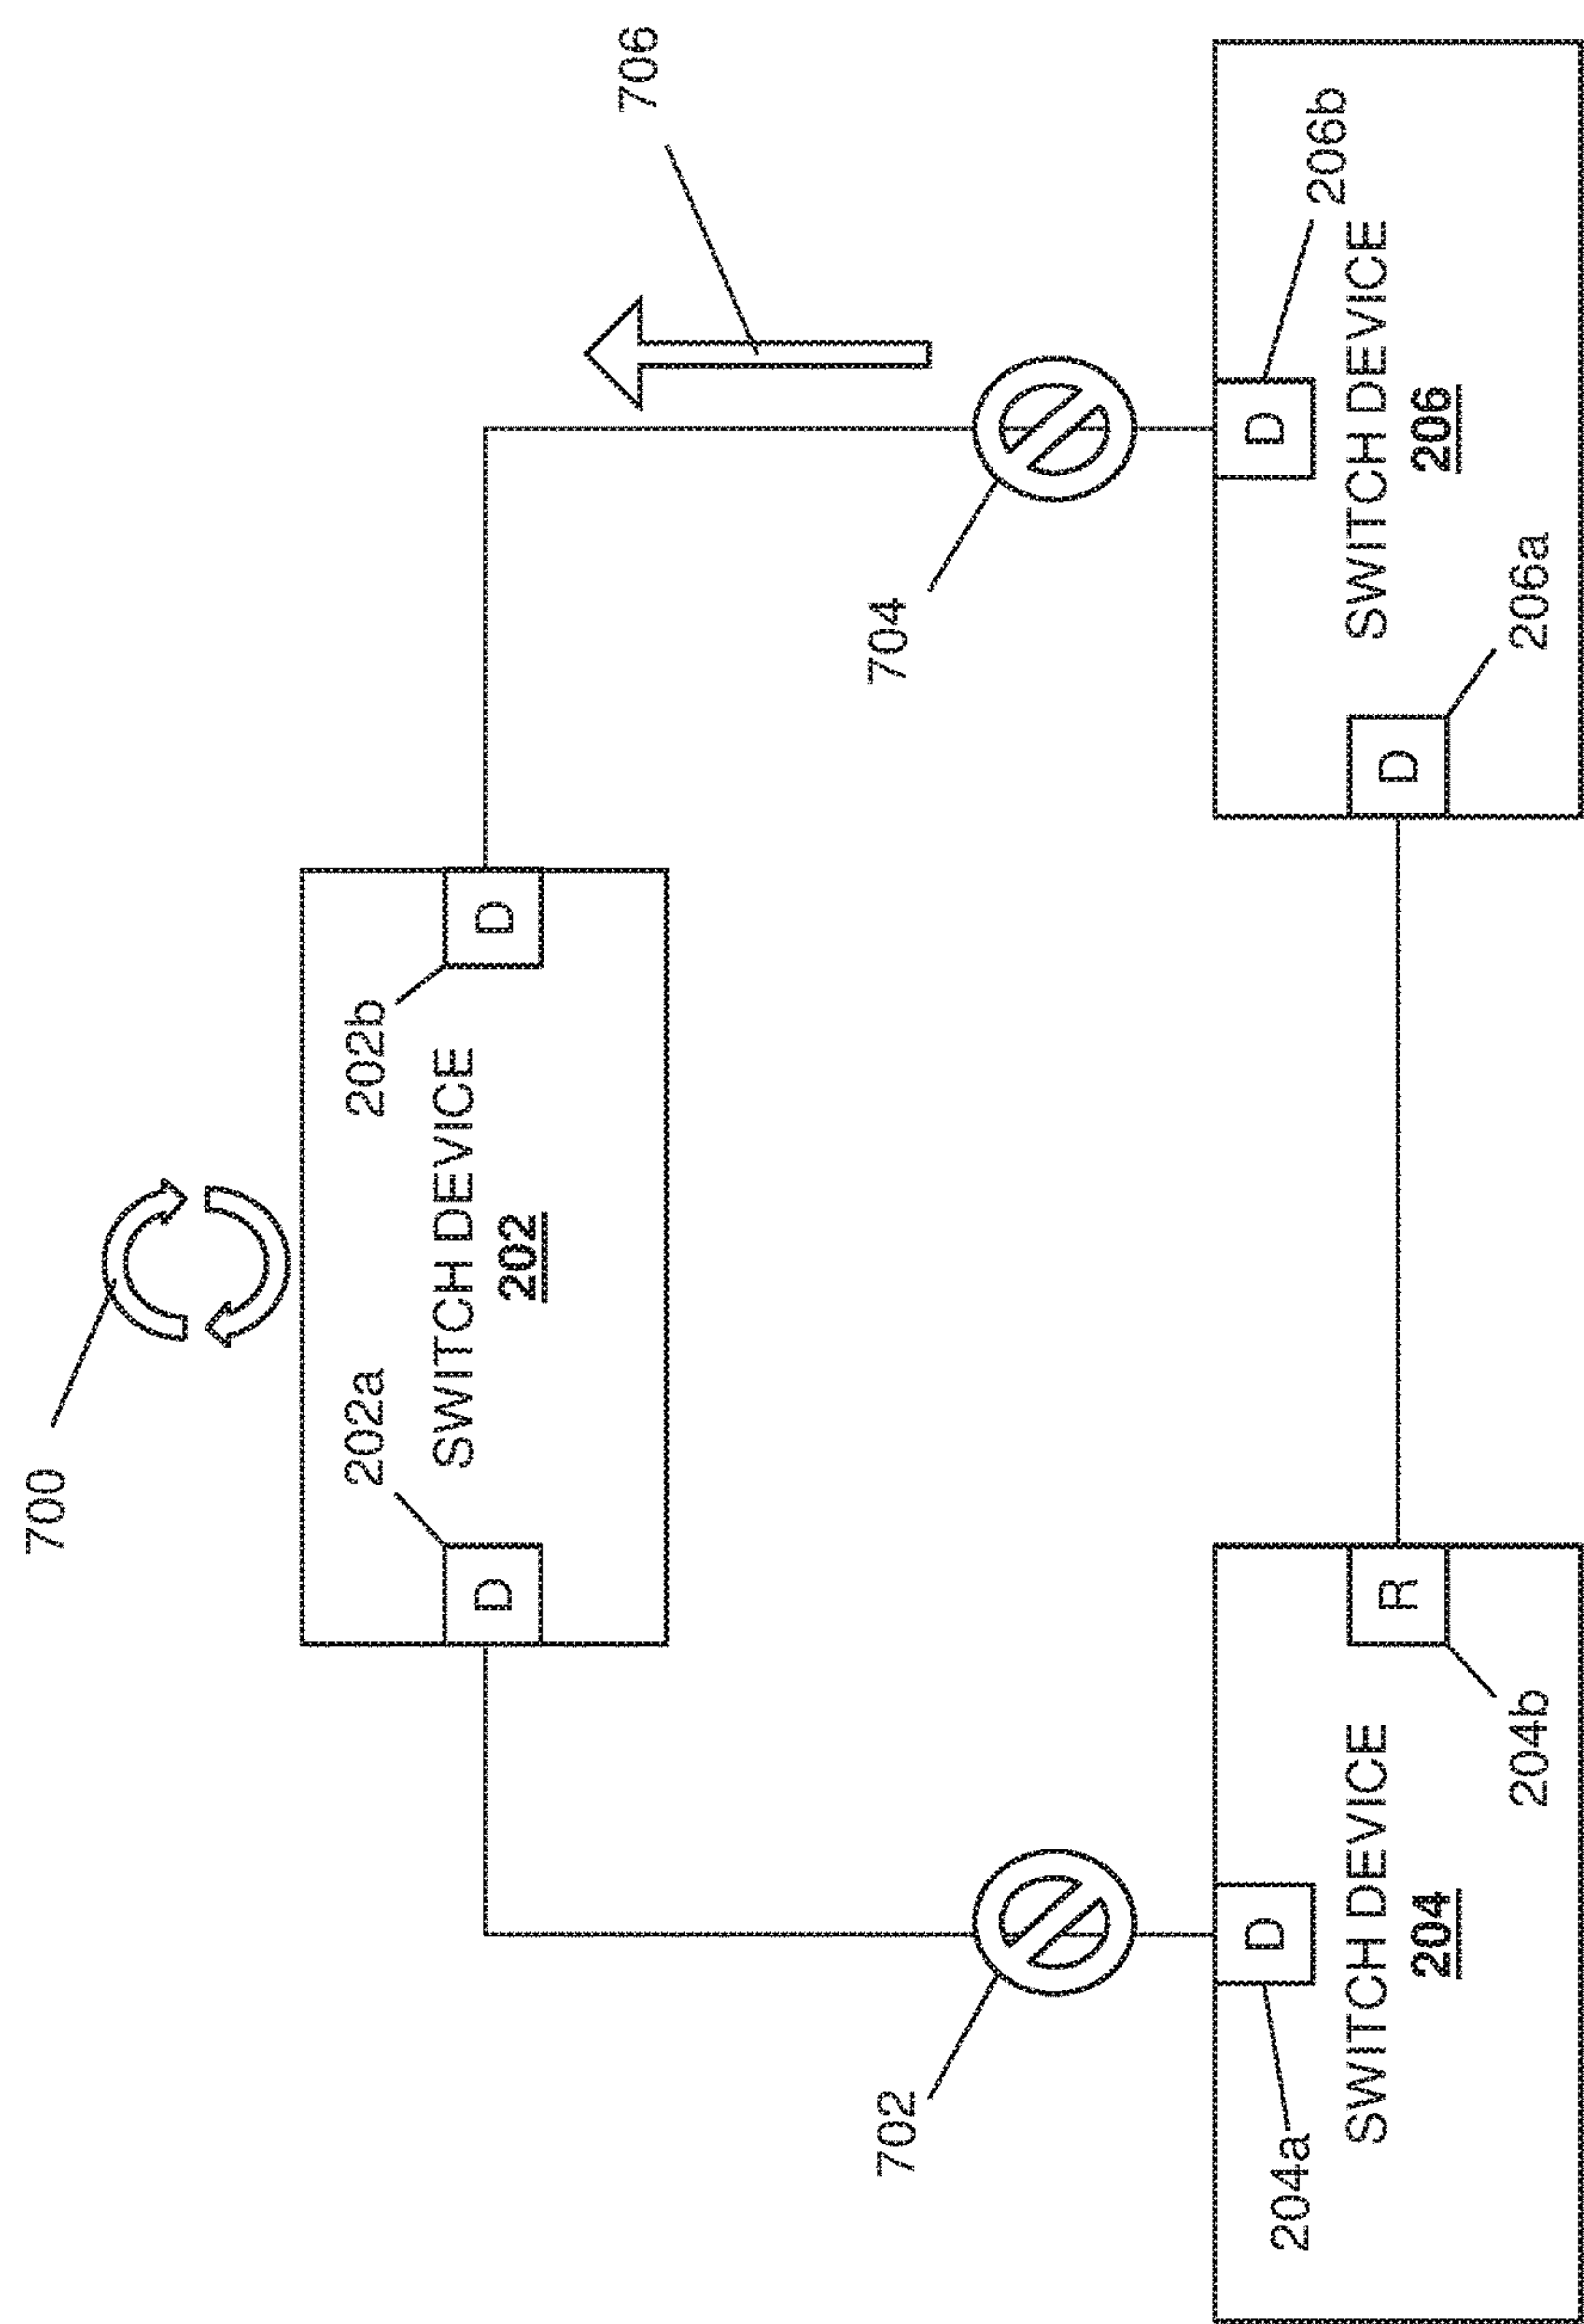 700
202a
202b
D
SWITCH DEVICE
D
202
706
702
704
D
204a
SWITCH DEVICE
204
R
204b
D
206b
SWITCH DEVICE
206
D
206a